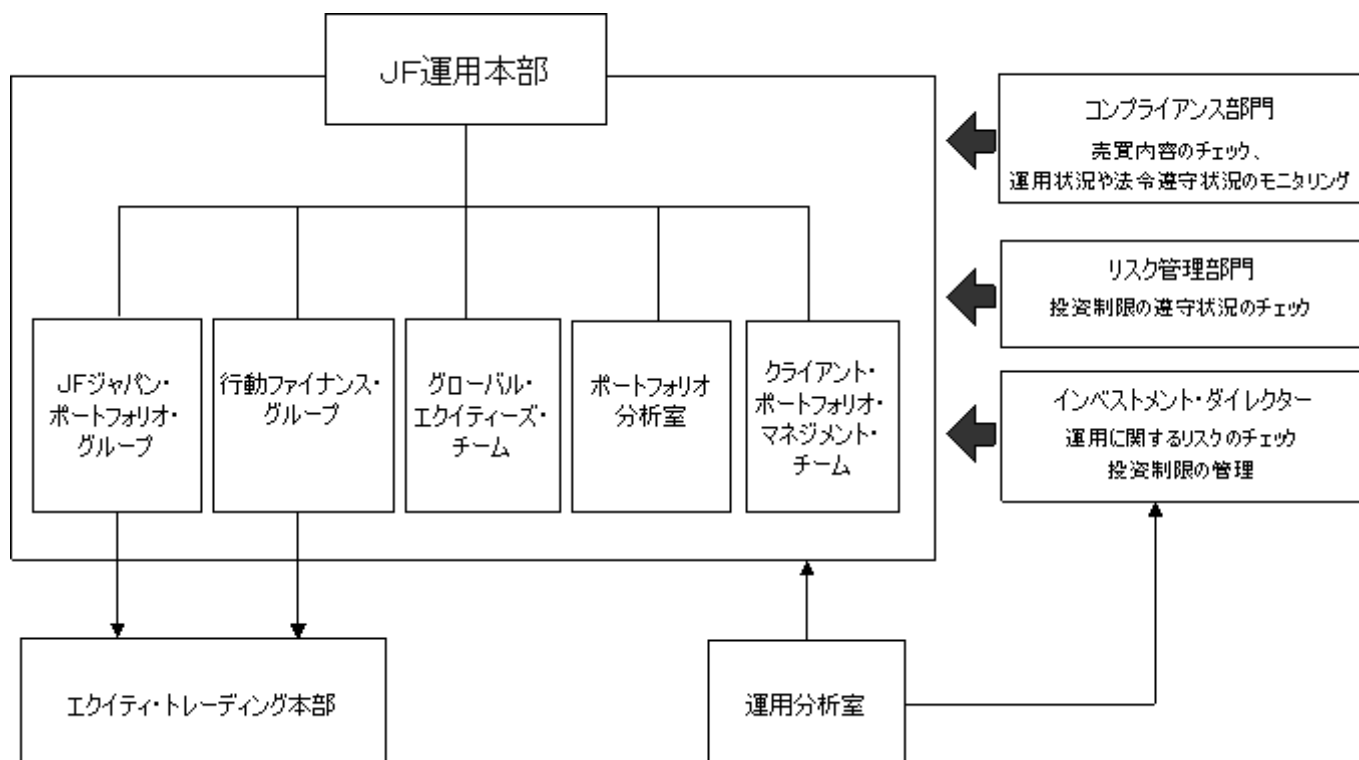 JF運用本部
コンプライアンス部門
売買内容のチェック、
運用状況や法令遵守状況のモニタリング
リスク管理部門
投資制限の遵守状況のチェック
JFジャパン・
ポートフォリオ・
グループ
行動ファイナンス・
グループ
グローバル・
エクイティーズ・
チーム
ポートフォリオ
分析室
クライアント・
ポートフォリオ・
マネジメント・
チーム
インベストメント・ダイレクター
運用に関するリスクのチェック
投資制限の管理
エクイティ・トレーディング本部
運用分析室